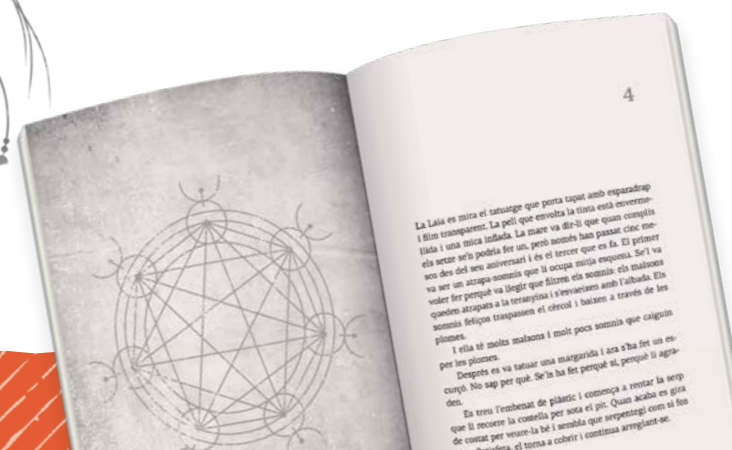 4
La Laia es mira el tatuatge que porta tapat amb esparadrap
i film transparent. La pell que envolta la tinta està enverme-
llida i una mica inflada. La mare va dir-li que quan complís
els setze se'n podria fer un, però només han passat cinc me-
sos des del seu aniversari i és el tercer que es fa. El primer
va ser un atrapa-somnis que li ocupa mitja esquena. Se'l va
voler fer perquè va llegir que filtren els somnis: els malsons
queden atrapats a la teranyina i s'esvaeixen amb l'albada. Els
somnis feliços traspassen el cèrcol i baixen a través de les
plomes.
I ella té molts malsons i molt pocs somnis que caiguin
per les plomes.
Després es va tatuar una margarida i ara s'ha fet un es-
curçó. No sap per què. Se'ls ha fet perquè sí, perquè li agra-
den.
Es treu l'embenat de plàstic i comença a rentar la serp
que li recorre la costella per sota el pit. Quan acaba es gira
de costat per veure-la bé i sembla que serpentegi com si fos
el torna a cobrir i continua arreglant-se.